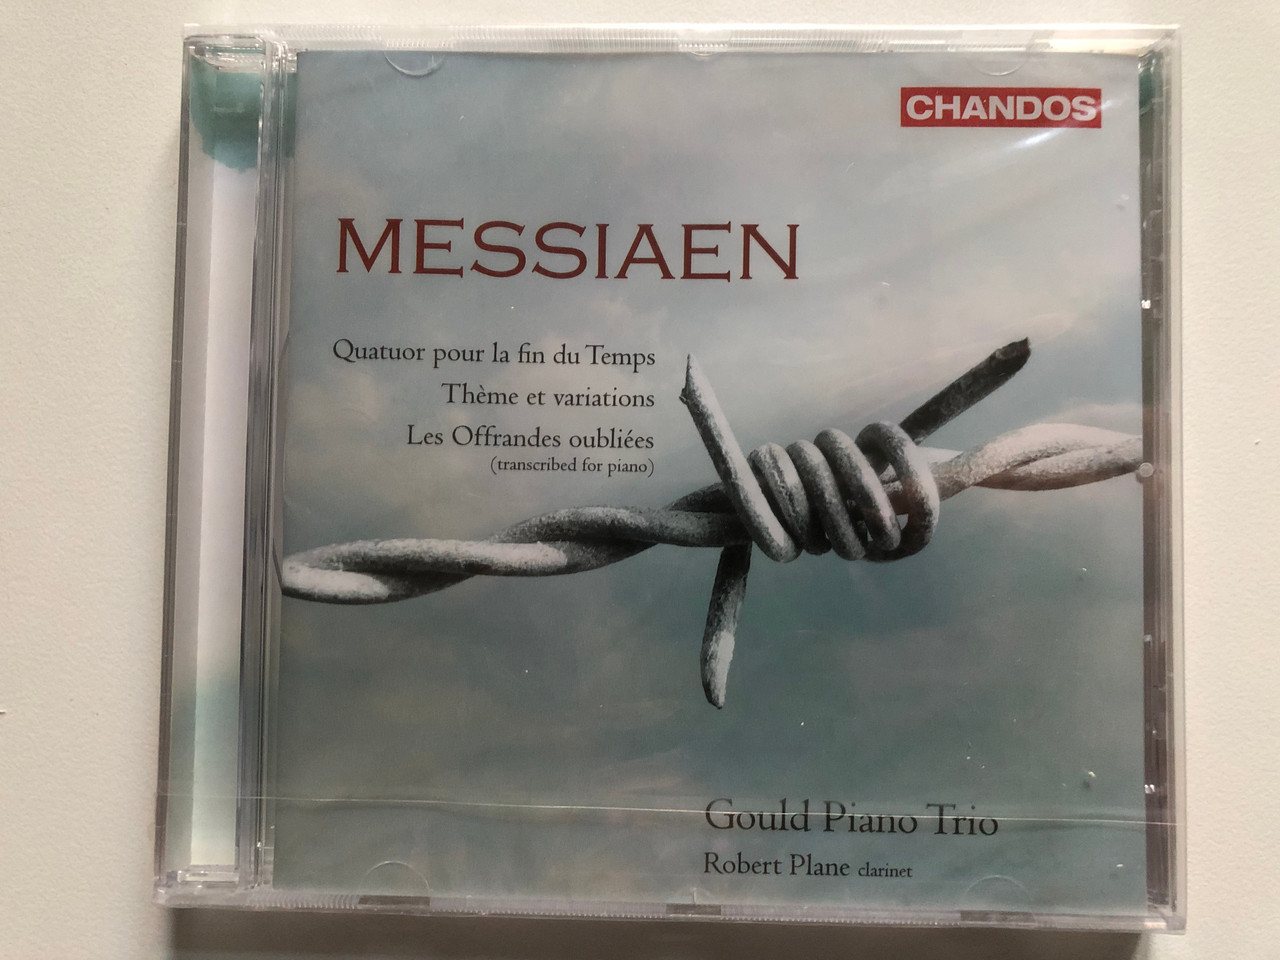 CHANDOS
MESSIAEN
Quatuor pour la fin du Temps
Thème et variations
Les Offrandes oubliées
(transcribed for piano)
Gould Piano Trio
Robert Plane clarinet